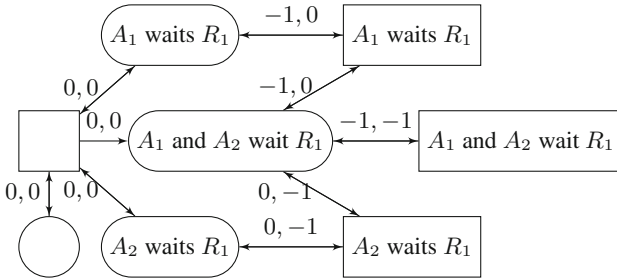 A₁ waits R₁
−1, 0
A₁ waits R₁
0, 0
−1, 0
0, 0
A₁ and A₂ wait R₁
−1, −1
A₁ and A₂ wait R₁
0, 0
0, 0
0, −1
A₂ waits R₁
0, −1
A₂ waits R₁